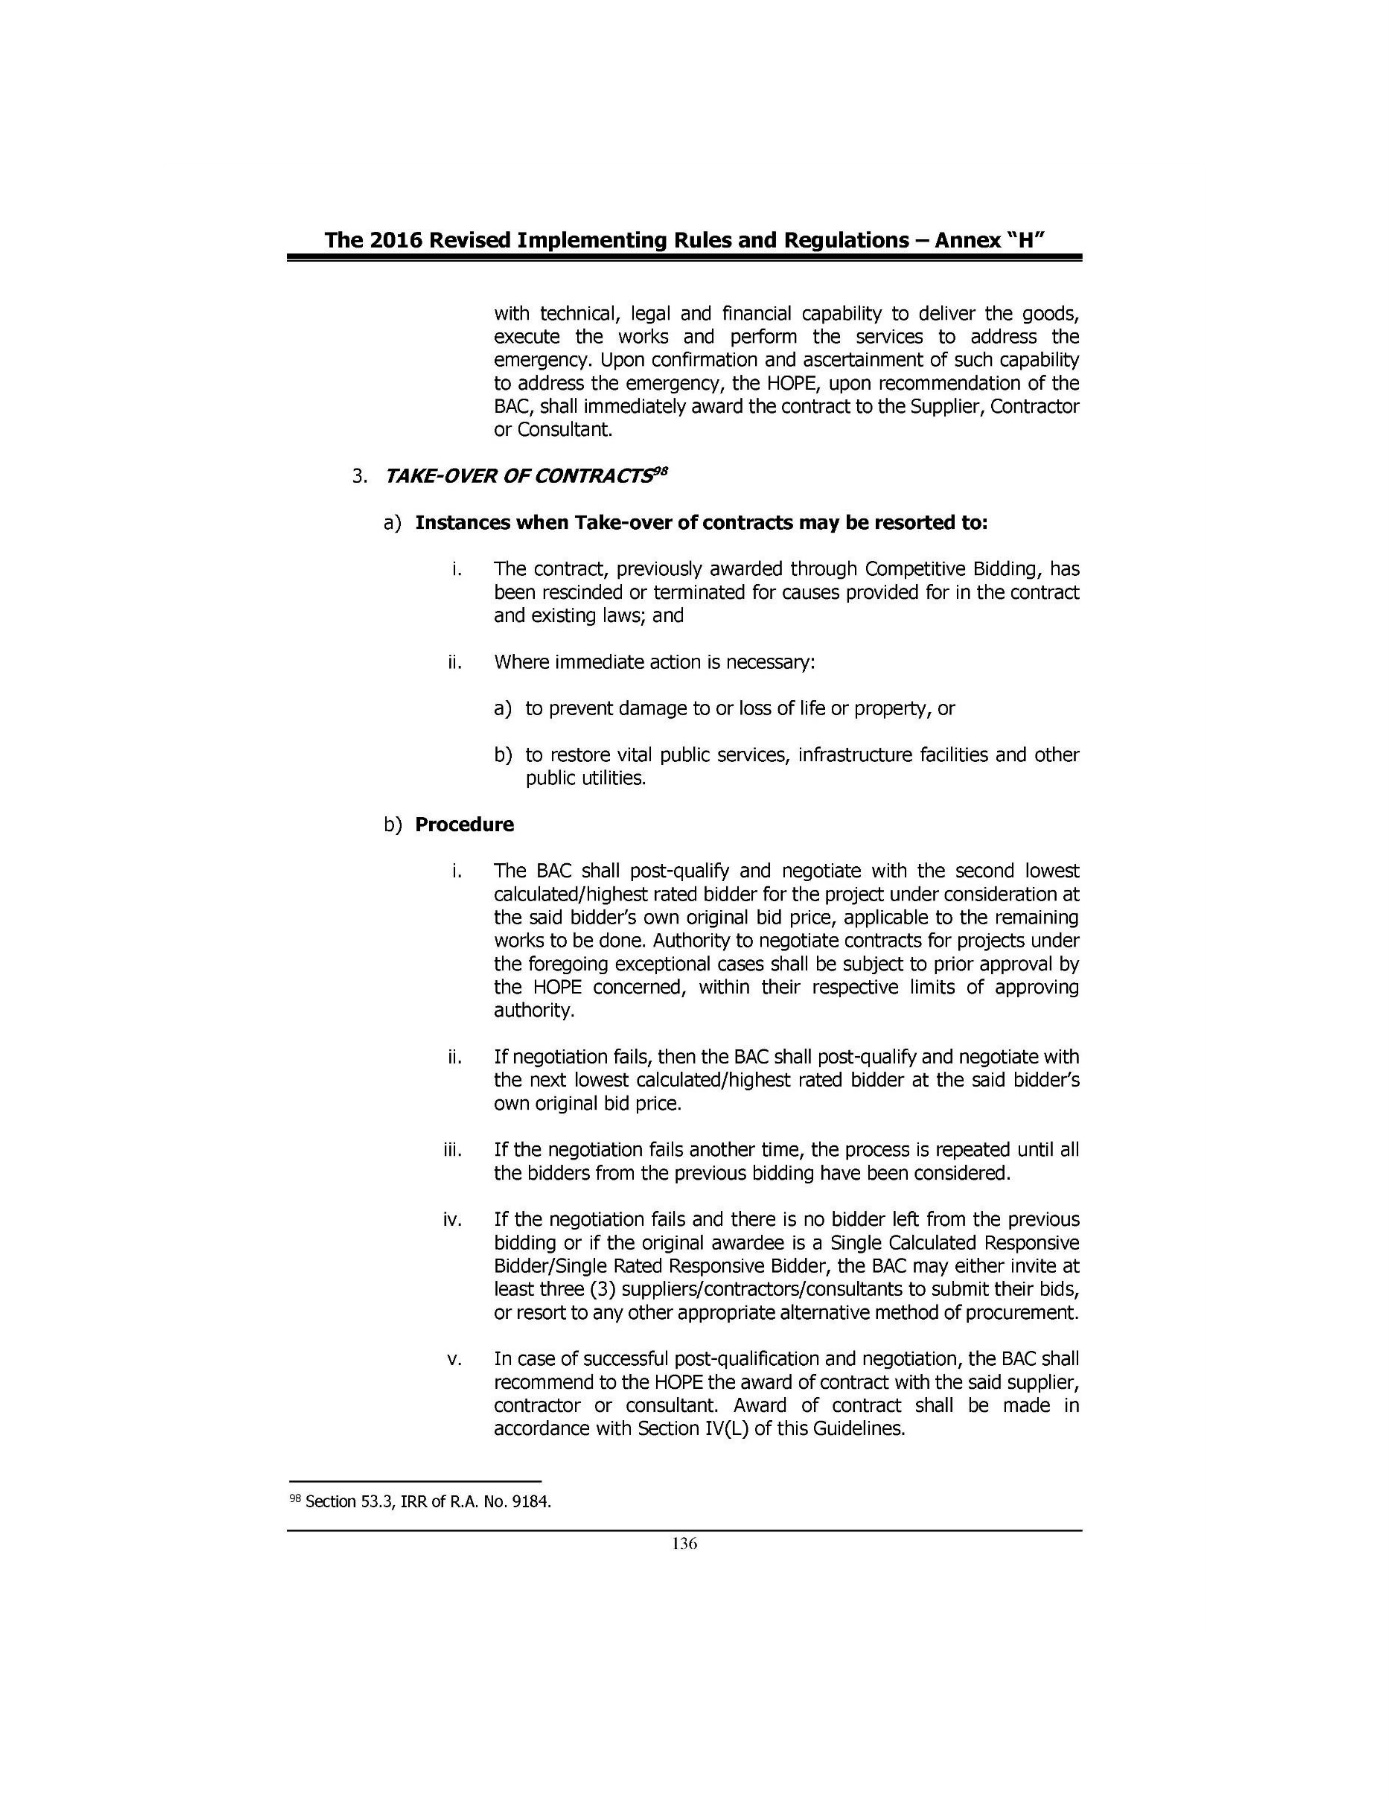 The 2016 Revised Implementing Rules and Regulations – Annex “H”
with technical, legal and financial capability to deliver the goods,
execute the works and perform the services to address the
emergency. Upon confirmation and ascertainment of such capability
to address the emergency, the HOPE, upon recommendation of the
BAC, shall immediately award the contract to the Supplier, Contractor
or Consultant.
3. TAKE-OVER OF CONTRACTS98
a) Instances when Take-over of contracts may be resorted to:
i. The contract, previously awarded through Competitive Bidding, has
been rescinded or terminated for causes provided for in the contract
and existing laws; and
ii. Where immediate action is necessary:
a) to prevent damage to or loss of life or property, or
b) to restore vital public services, infrastructure facilities and other
public utilities.
b) Procedure
i. The BAC shall post-qualify and negotiate with the second lowest
calculated/highest rated bidder for the project under consideration at
the said bidder’s own original bid price, applicable to the remaining
works to be done. Authority to negotiate contracts for projects under
the foregoing exceptional cases shall be subject to prior approval by
the HOPE concerned, within their respective limits of approving
authority.
ii. If negotiation fails, then the BAC shall post-qualify and negotiate with
the next lowest calculated/highest rated bidder at the said bidder’s
own original bid price.
iii. If the negotiation fails another time, the process is repeated until all
the bidders from the previous bidding have been considered.
iv. If the negotiation fails and there is no bidder left from the previous
bidding or if the original awardee is a Single Calculated Responsive
Bidder/Single Rated Responsive Bidder, the BAC may either invite at
least three (3) suppliers/contractors/consultants to submit their bids,
or resort to any other appropriate alternative method of procurement.
v. In case of successful post-qualification and negotiation, the BAC shall
recommend to the HOPE the award of contract with the said supplier,
contractor or consultant. Award of contract shall be made in
accordance with Section IV(L) of this Guidelines.
98 Section 53.3, IRR of R.A. No. 9184.
136